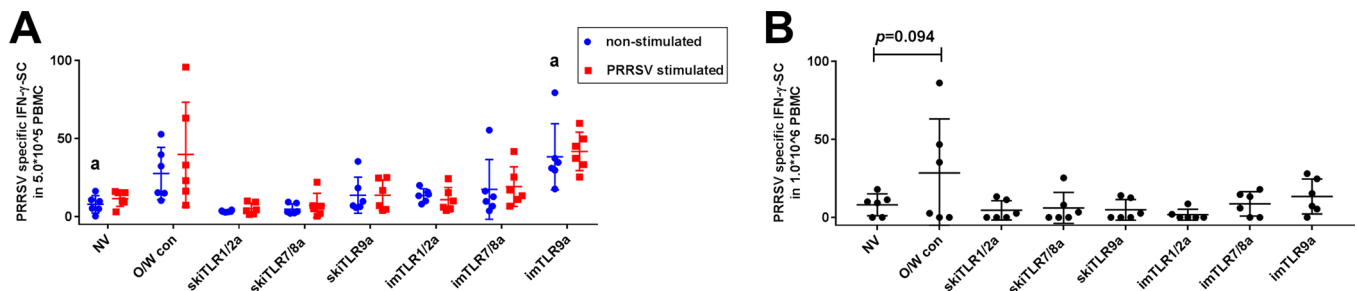 A
PRRSV specific IFN-γ-SC
in 5.0*10^5 PBMC
100
50
0
a
a
non-stimulated
PRRSV stimulated
NV
O/W con
skiTLR1/2a
skiTLR7/8a
skiTLR9a
imTLR1/2a
imTLR7/8a
imTLR9a
B
PRRSV specific IFN-γ-SC
in 1.0*10^6 PBMC
100
50
0
p=0.094
NV
O/W con
skiTLR1/2a
skiTLR7/8a
skiTLR9a
imTLR1/2a
imTLR7/8a
imTLR9a